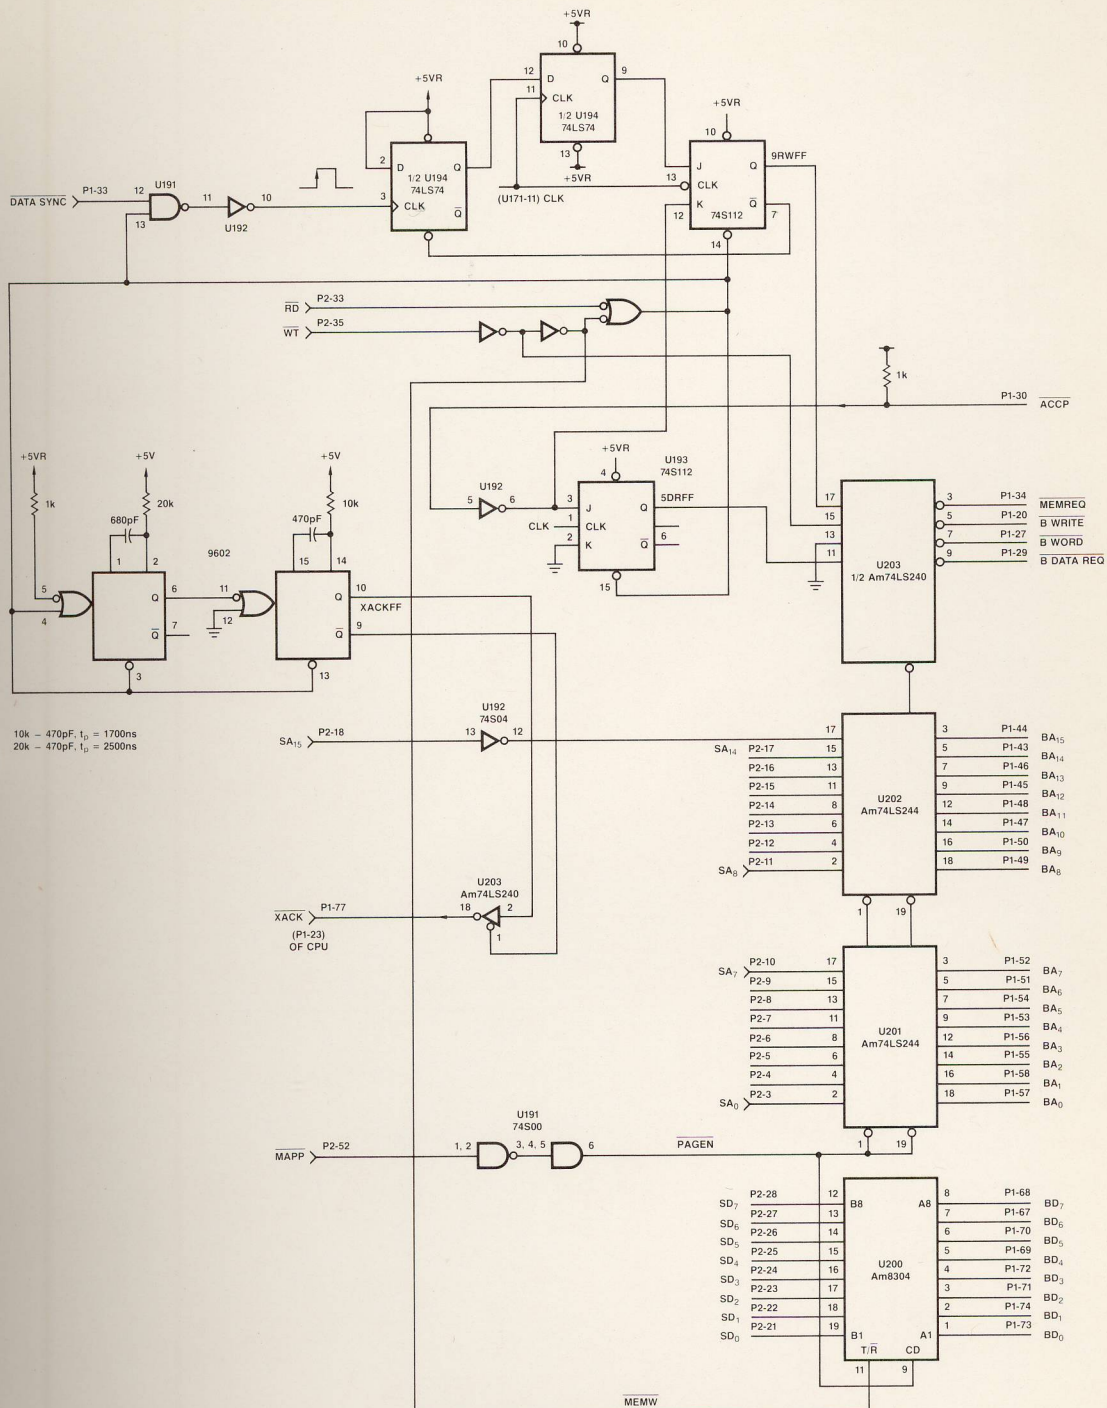 +5VR
10
12 D Q 9
11 CLK
1/2 U194
74LS74
13
+5VR
+5VR
2 D Q
1/2 U194
74LS74
3 CLK
Q
+5VR
10
J Q 9RWFF
13 CLK
(U171-11) CLK
12 K Q 7
74S112
14
DATA SYNC P1-33 12 U191 11 10
13
U192
RD P2-33
WT P2-35
1k
P1-30 ACCP
+5VR
1k
+5V
20k
680pF
1 2
9602
5
4
Q 6
Q 7
3
+5V
10k
470pF
15 14
11
12
Q 10
XACKFF
Q 9
13
U192
5 6
+5VR
4
U193
74S112
3 J Q 5DRFF
CLK 1 CLK
2 K Q 6
15
17 3 P1-34 MEMREQ
15 5 P1-20 B WRITE
13 7 P1-27 B WORD
11 9 P1-29 B DATA REQ
U203
1/2 Am74LS240
10k – 470pF, tp = 1700ns
20k – 470pF, tp = 2500ns
U192
74S04
SA15 P2-18 13 12
17 3 P1-44 BA15
SA14 P2-17 15 5 P1-43 BA14
P2-16 13 7 P1-46 BA13
P2-15 11 9 P1-45 BA12
P2-14 8 12 P1-48 BA11
P2-13 6 14 P1-47 BA10
P2-12 4 16 P1-50 BA9
SA8 P2-11 2 18 P1-49 BA8
U202
Am74LS244
1 19
U203
Am74LS240
XACK P1-77 18 2
1
(P1-23)
OF CPU
SA7 P2-10 17 3 P1-52 BA7
P2-9 15 5 P1-51 BA6
P2-8 13 7 P1-54 BA5
P2-7 11 9 P1-53 BA4
P2-6 8 12 P1-56 BA3
P2-5 6 14 P1-55 BA2
P2-4 4 16 P1-58 BA1
SA0 P2-3 2 18 P1-57 BA0
U201
Am74LS244
1 19
U191
74S00
MAPP P2-52 1, 2 3, 4, 5 6 PAGEN
SD7 P2-28 12 B8 A8 8 P1-68 BD7
SD6 P2-27 13 7 P1-67 BD6
SD5 P2-26 14 6 P1-70 BD5
SD4 P2-25 15 5 P1-69 BD4
SD3 P2-24 16 4 P1-72 BD3
SD2 P2-23 17 3 P1-71 BD2
SD1 P2-22 18 2 P1-74 BD1
SD0 P2-21 19 B1 A1 1 P1-73 BD0
U200
Am8304
T/R CD
11 9
MEMW